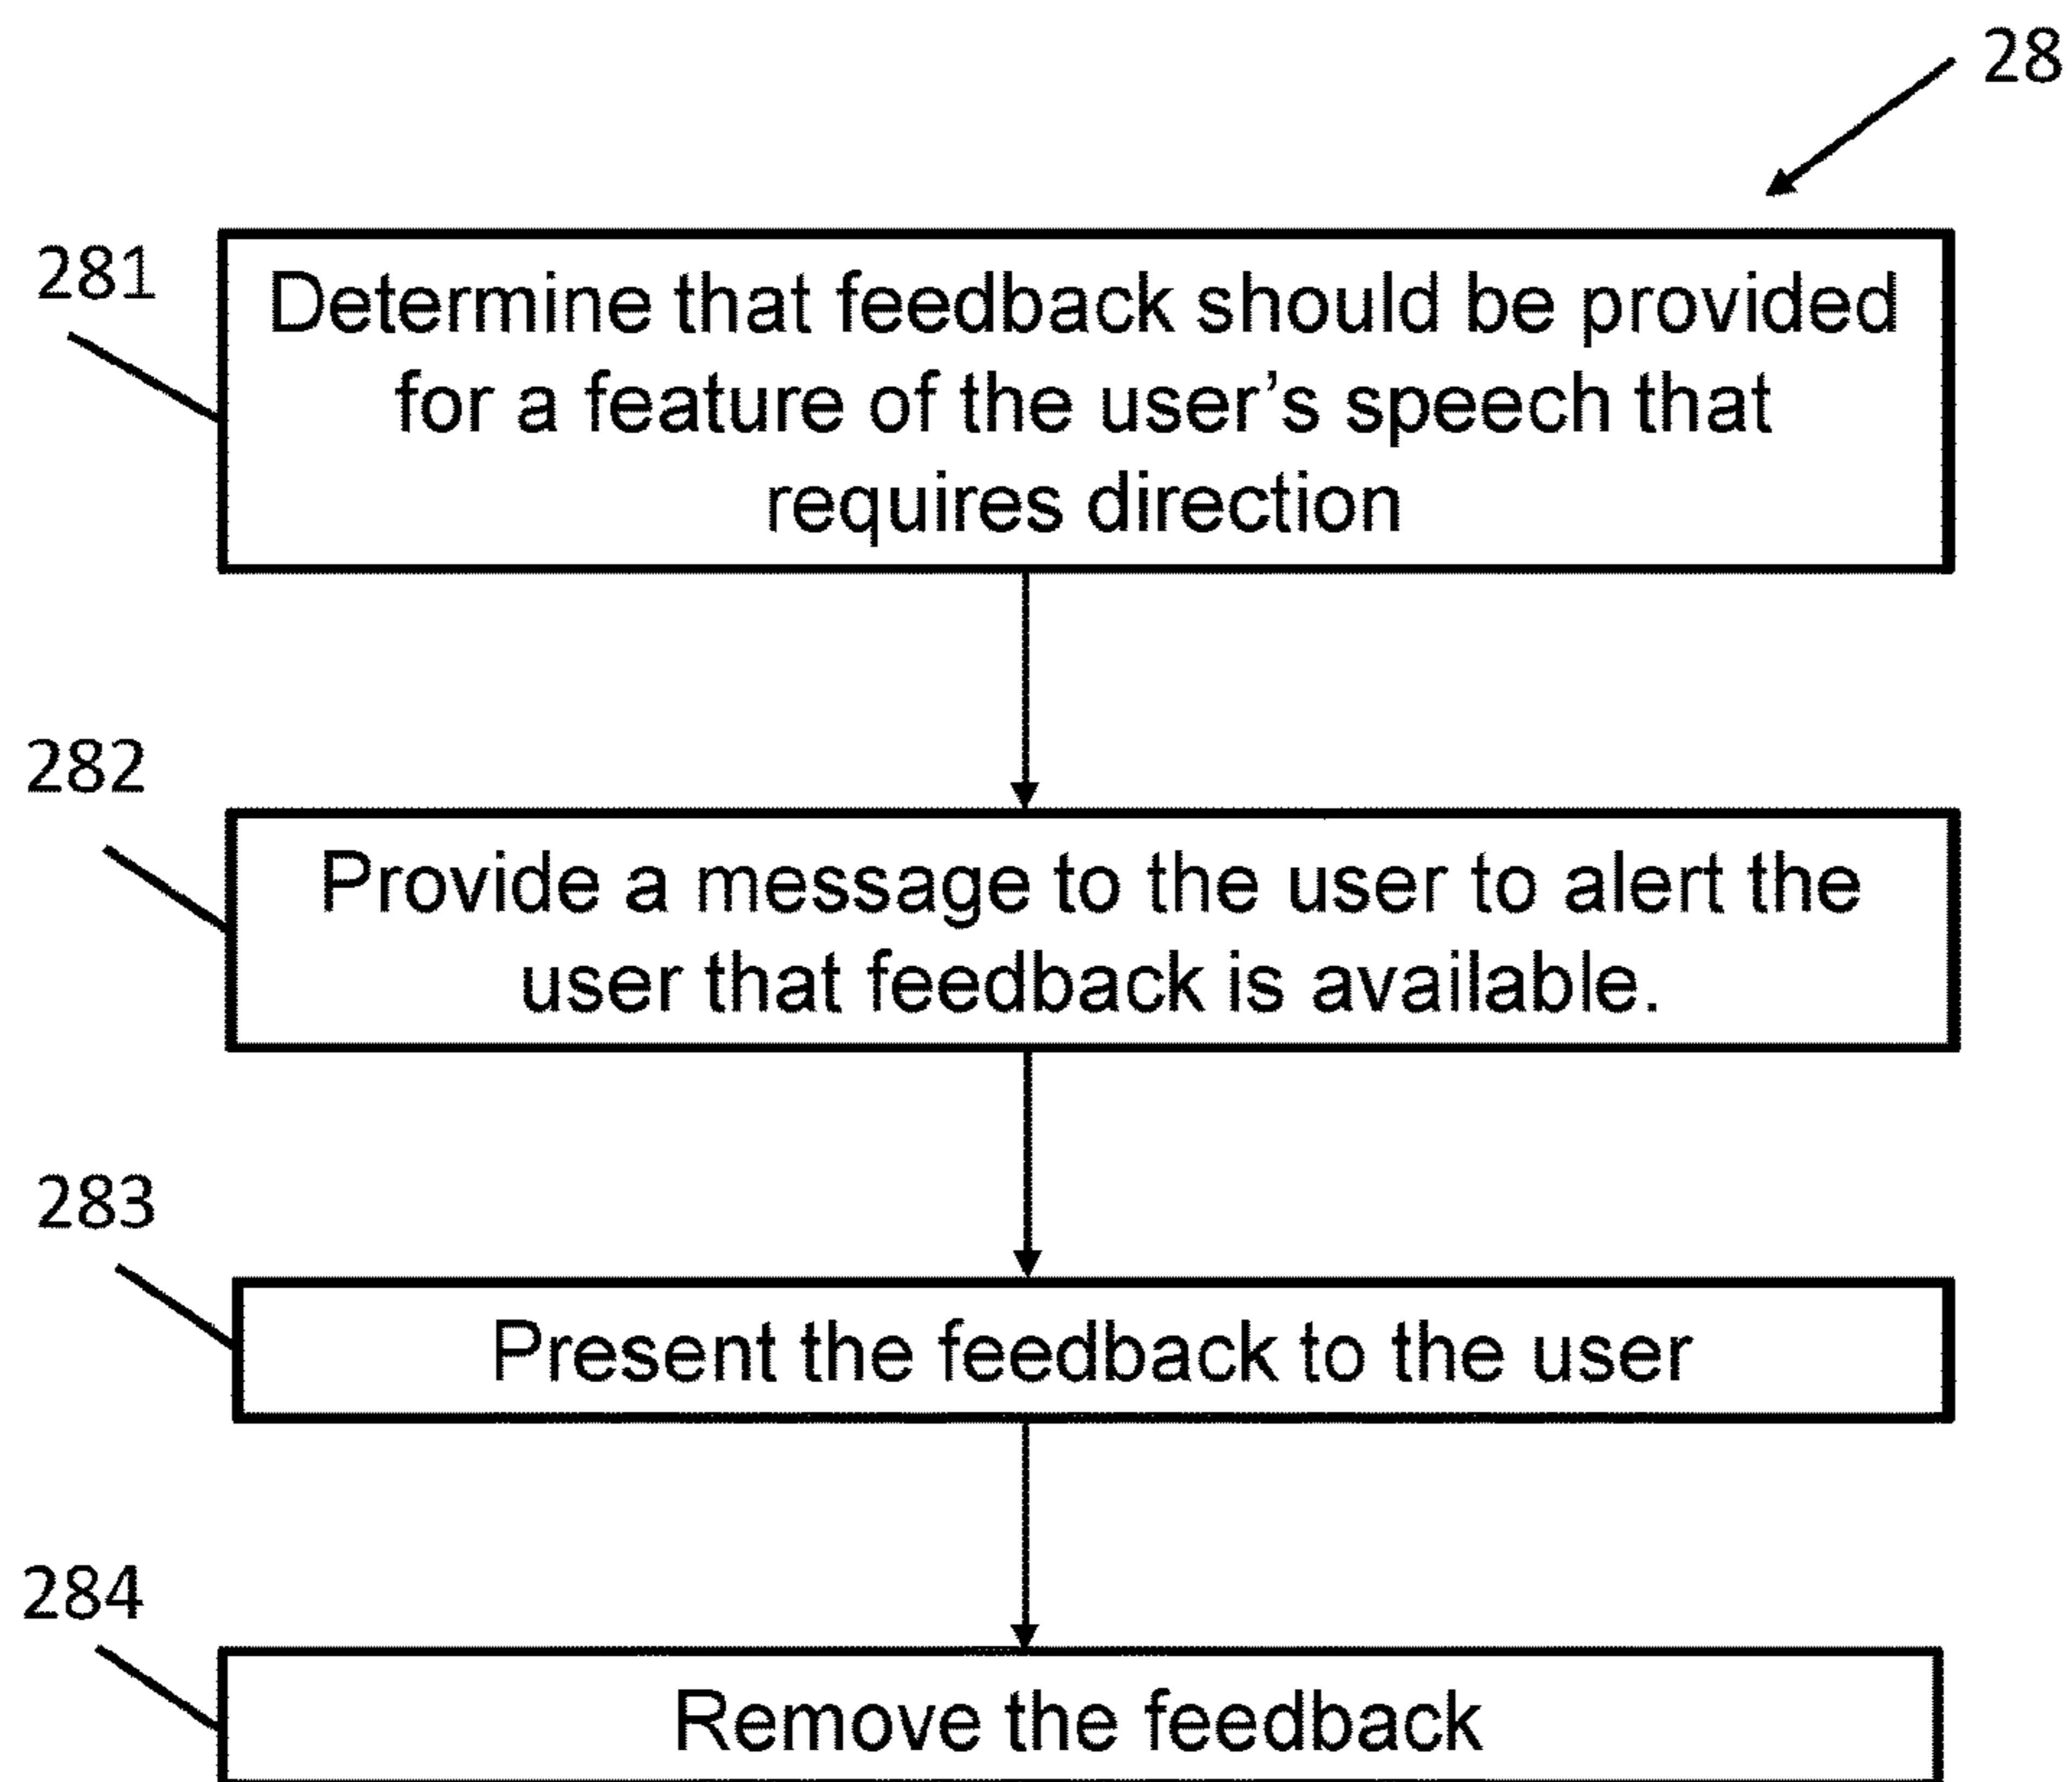 28
281
Determine that feedback should be provided
for a feature of the user's speech that
requires direction
282
Provide a message to the user to alert the
user that feedback is available.
283
Present the feedback to the user
284
Remove the feedback